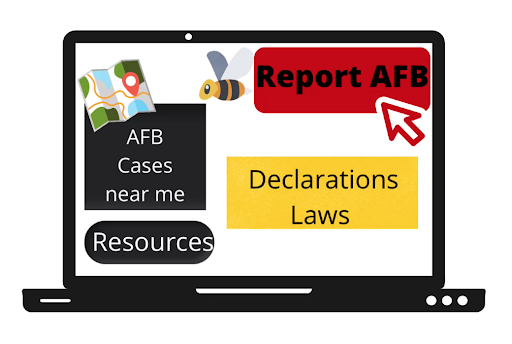 Report AFB
AFB
Cases
near me
Declarations
Laws
Resources